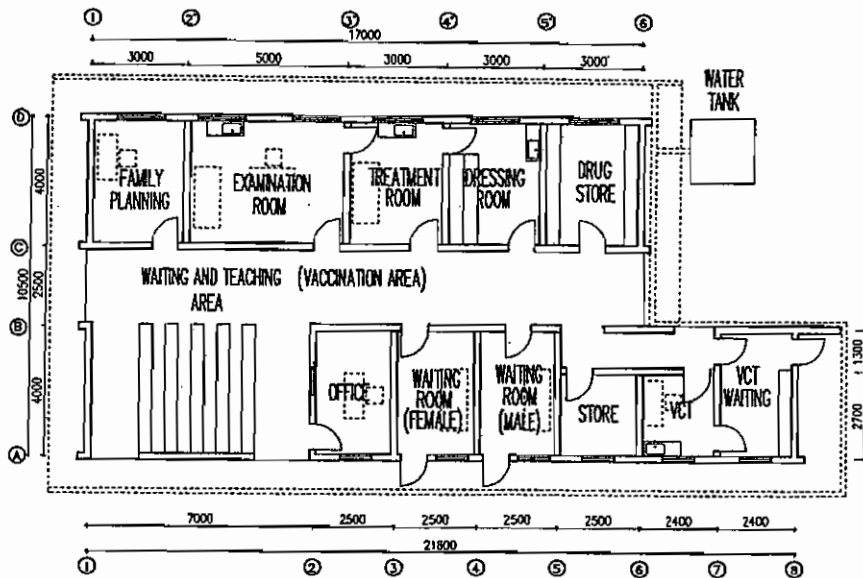 ① ②' ③' ④' ⑤' ⑥
17000
3000 5000 3000 3000 3000
WATER
TANK
Ⓓ
4000
FAMILY
PLANNING
EXAMINATION
ROOM
TREATMENT
ROOM
DRESSING
ROOM
DRUG
STORE
Ⓒ
10500
2500
WAITING AND TEACHING (VACCINATION AREA)
AREA
Ⓑ
4000
OFFICE
WAITING
ROOM
(FEMALE)
WAITING
ROOM
(MALE)
STORE
VCT
VCT
WAITING
1300
2700
Ⓐ
7000 2500 2500 2500 2500 2400 2400
21800
① ② ③ ④ ⑤ ⑥ ⑦ ⑧